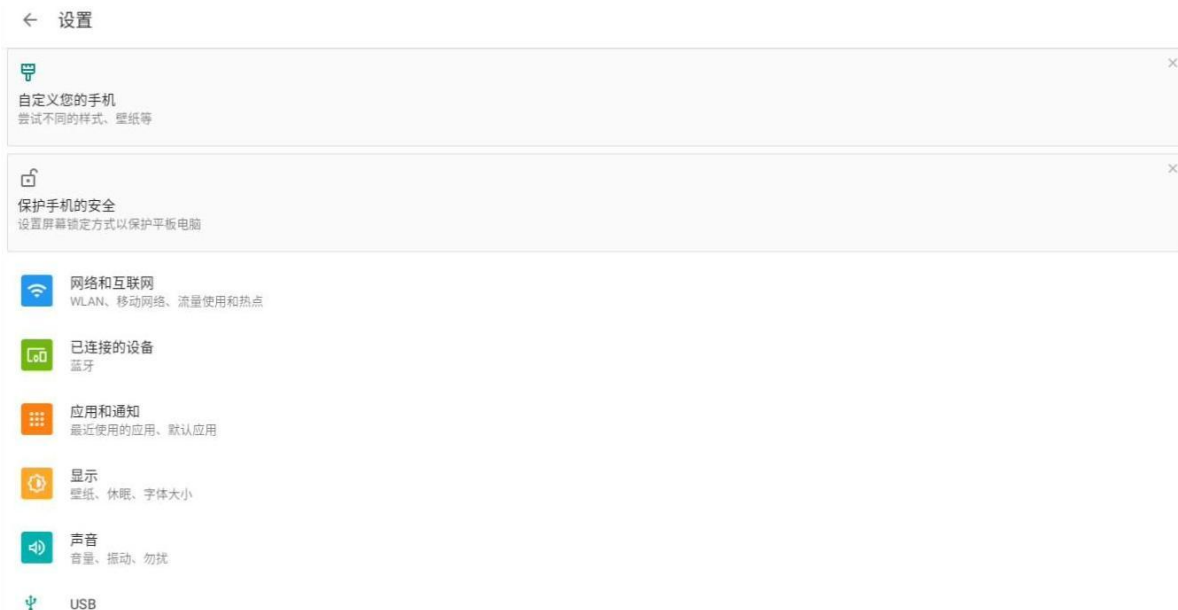 设置
自定义您的手机
尝试不同的样式、壁纸等
保护手机的安全
设置屏幕锁定方式以保护平板电脑
网络和互联网
WLAN、移动网络、流量使用和热点
已连接的设备
蓝牙
应用和通知
最近使用的应用、默认应用
显示
壁纸、休眠、字体大小
声音
音量、振动、勿扰
USB